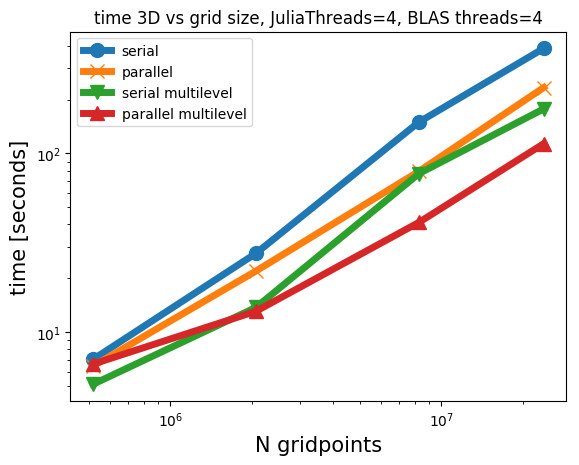 time 3D vs grid size, JuliaThreads=4, BLAS threads=4
serial
parallel
serial multilevel
parallel multilevel
time [seconds]
10²
10¹
10⁶
10⁷
N gridpoints